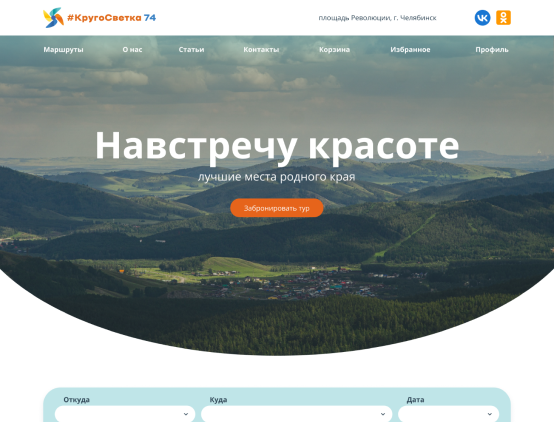 #КругоСветка 74
площадь Революции, г. Челябинск
Маршруты О нас Статьи Контакты Корзина Избранное Профиль
Навстречу красоте
лучшие места родного края
Забронировать тур
Откуда Куда Дата